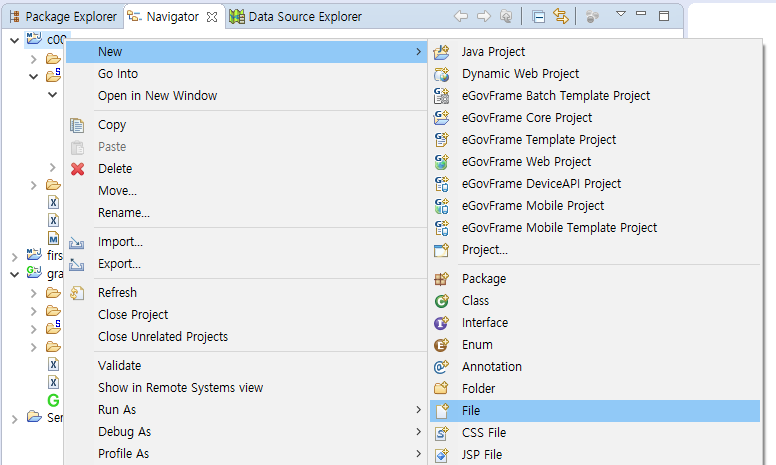 Package Explorer
Navigator
Data Source Explorer
c00
New
Go Into
Open in New Window
Copy
Paste
Delete
Move...
Rename...
Import...
Export...
Refresh
Close Project
Close Unrelated Projects
Validate
Show in Remote Systems view
Run As
Debug As
Profile As
firs
gra
Ser
Java Project
Dynamic Web Project
eGovFrame Batch Template Project
eGovFrame Core Project
eGovFrame Template Project
eGovFrame Web Project
eGovFrame DeviceAPI Project
eGovFrame Mobile Project
eGovFrame Mobile Template Project
Project...
Package
Class
Interface
Enum
Annotation
Folder
File
CSS File
JSP File